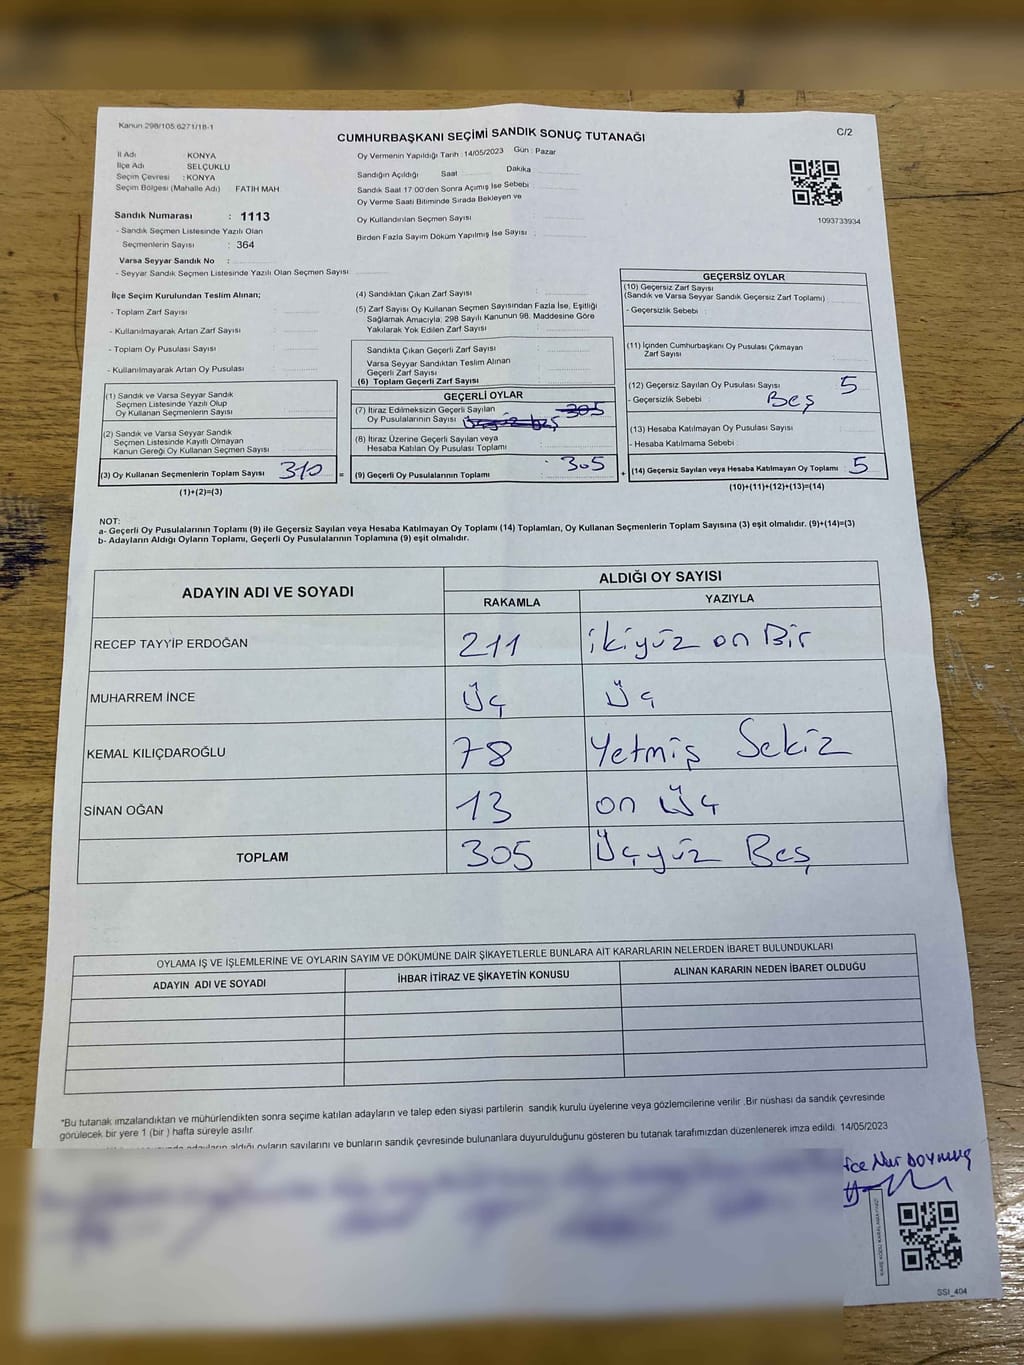 Kanun 298/105 6271/18-1
CUMHURBAŞKANI SEÇİMİ SANDIK SONUÇ TUTANAĞI
C/2
İl Adı : KONYA
İlçe Adı SELÇUKLU
Seçim Çevresi : KONYA
Seçim Bölgesi (Mahalle Adı) FATİH MAH
Oy Vermenin Yapıldığı Tarih : 14/05/2023 Gün : Pazar
Sandığın Açıldığı Saat Dakika
Sandık Saat 17 00'den Sonra Açımış İse Sebebi
Oy Verme Saati Bitiminde Sırada Bekleyen ve
Oy Kullandırılan Seçmen Sayısı
Birden Fazla Sayım Döküm Yapılmış İse Sayısı :
1093733934
Sandık Numarası : 1113
- Sandık Seçmen Listesinde Yazılı Olan
Seçmenlerin Sayısı : 364
Varsa Seyyar Sandık No :
- Seyyar Sandık Seçmen Listesinde Yazılı Olan Seçmen Sayısı
İlçe Seçim Kurulundan Teslim Alınan;
- Toplam Zarf Sayısı
- Kullanılmayarak Artan Zarf Sayısı
- Toplam Oy Pusulası Sayısı
- Kullanılmayarak Artan Oy Pusulası
(1) Sandık ve Varsa Seyyar Sandık
Seçmen Listesinde Yazılı Olup
Oy Kullanan Seçmenlerin Sayısı
(2) Sandık ve Varsa Seyyar Sandık
Seçmen Listesinde Kayıtlı Olmayan
Kanun Gereği Oy Kullanan Seçmen Sayısı
(3) Oy Kullanan Seçmenlerin Toplam Sayısı 310 =
(1)+(2)=(3)
(4) Sandıktan Çıkan Zarf Sayısı
(5) Zarf Sayısı Oy Kullanan Seçmen Sayısından Fazla İse, Eşitliği
Sağlamak Amacıyla; 298 Sayılı Kanunun 98. Maddesine Göre
Yakılarak Yok Edilen Zarf Sayısı
Sandıkta Çıkan Geçerli Zarf Sayısı
Varsa Seyyar Sandıktan Teslim Alınan
Geçerli Zarf Sayısı
(6) Toplam Geçerli Zarf Sayısı
GEÇERLİ OYLAR
(7) İtiraz Edilmeksizin Geçerli Sayılan 305
Oy Pusulalarının Sayısı
(8) İtiraz Üzerine Geçerli Sayılan veya
Hesaba Katılan Oy Pusulası Toplamı
(9) Geçerli Oy Pusulalarının Toplamı 305 +
GEÇERSİZ OYLAR
(10) Geçersiz Zarf Sayısı
(Sandık ve Varsa Seyyar Sandık Geçersiz Zarf Toplamı)
- Geçersizlik Sebebi :
(11) İçinden Cumhurbaşkanı Oy Pusulası Çıkmayan
Zarf Sayısı
(12) Geçersiz Sayılan Oy Pusulası Sayısı 5
- Geçersizlik Sebebi : Beş
(13) Hesaba Katılmayan Oy Pusulası Sayısı
- Hesaba Katılmama Sebebi :
(14) Geçersiz Sayılan veya Hesaba Katılmayan Oy Toplamı : 5
(10)+(11)+(12)+(13)=(14)
NOT:
a- Geçerli Oy Pusulalarının Toplamı (9) ile Geçersiz Sayılan veya Hesaba Katılmayan Oy Toplamı (14) Toplamları, Oy Kullanan Seçmenlerin Toplam Sayısına (3) eşit olmalıdır. (9)+(14)=(3)
b- Adayların Aldığı Oyların Toplamı, Geçerli Oy Pusulalarının Toplamına (9) eşit olmalıdır.
ADAYIN ADI VE SOYADI ALDIĞI OY SAYISI
RAKAMLA YAZIYLA
RECEP TAYYİP ERDOĞAN 211 ikiyüz on Bir
MUHARREM İNCE Üç Üç
KEMAL KILIÇDAROĞLU 78 Yetmiş Sekiz
SİNAN OĞAN 13 on Üç
TOPLAM 305 Üçyüz Beş
OYLAMA İŞ VE İŞLEMLERİNE VE OYLARIN SAYIM VE DÖKÜMÜNE DAİR ŞİKAYETLERLE BUNLARA AİT KARARLARIN NELERDEN İBARET BULUNDUKLARI
ADAYIN ADI VE SOYADI İHBAR İTİRAZ VE ŞİKAYETİN KONUSU ALINAN KARARIN NEDEN İBARET OLDUĞU
*Bu tutanak imzalandıktan ve mühürlendikten sonra seçime katılan adayların ve talep eden siyasi partilerin sandık kurulu üyelerine veya gözlemcilerine verilir .Bir nüshası da sandık çevresinde
görülecek bir yere 1 (bir ) hafta süreyle asılır.
aldığı oyların sayılarını ve bunların sandık çevresinde bulunanlara duyurulduğunu gösteren bu tutanak tarafımızdan düzenlenerek imza edildi. 14/05/2023
Nur
SSI_404